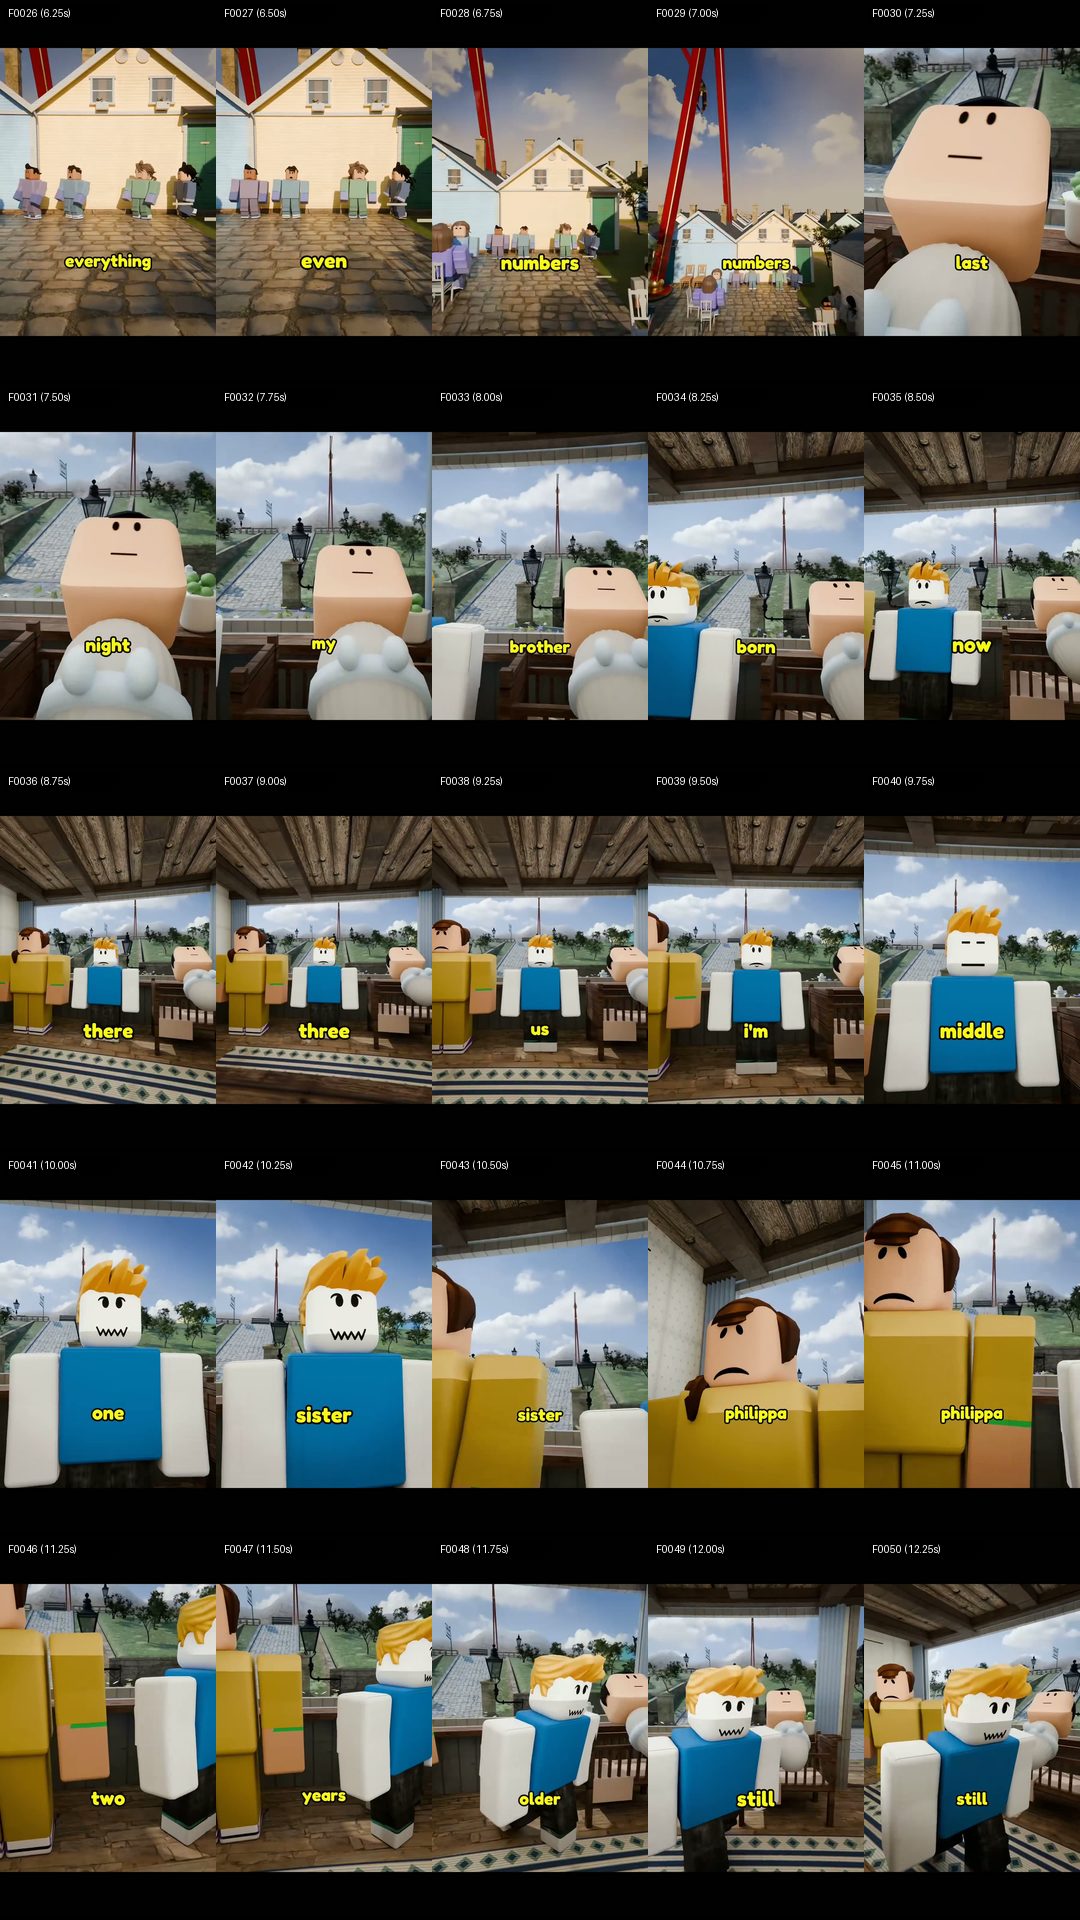 F0026 (6.25s) F0027 (6.50s) F0028 (6.75s) F0029 (7.00s) F0030 (7.25s)
everything even numbers numbers last
F0031 (7.50s) F0032 (7.75s) F0033 (8.00s) F0034 (8.25s) F0035 (8.50s)
night my brother born now
F0036 (8.75s) F0037 (9.00s) F0038 (9.25s) F0039 (9.50s) F0040 (9.75s)
there three us i'm middle
F0041 (10.00s) F0042 (10.25s) F0043 (10.50s) F0044 (10.75s) F0045 (11.00s)
one sister sister philippa philippa
F0046 (11.25s) F0047 (11.50s) F0048 (11.75s) F0049 (12.00s) F0050 (12.25s)
two years older still still